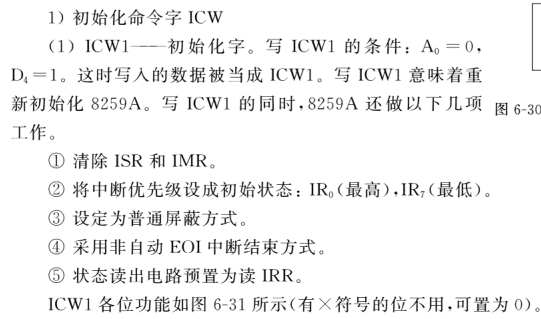 1) 初始化命令字 ICW
(1) ICW1——初始化字。写 ICW1 的条件：A₀＝0，
D₄＝1。这时写入的数据被当成 ICW1。写 ICW1 意味着重
新初始化 8259A。写 ICW1 的同时，8259A 还做以下几项
图 6-30
工作。
① 清除 ISR 和 IMR。
② 将中断优先级设成初始状态：IR₀(最高)，IR₇(最低)。
③ 设定为普通屏蔽方式。
④ 采用非自动 EOI 中断结束方式。
⑤ 状态读出电路预置为读 IRR。
ICW1 各位功能如图 6-31 所示(有×符号的位不用，可置为 0)。